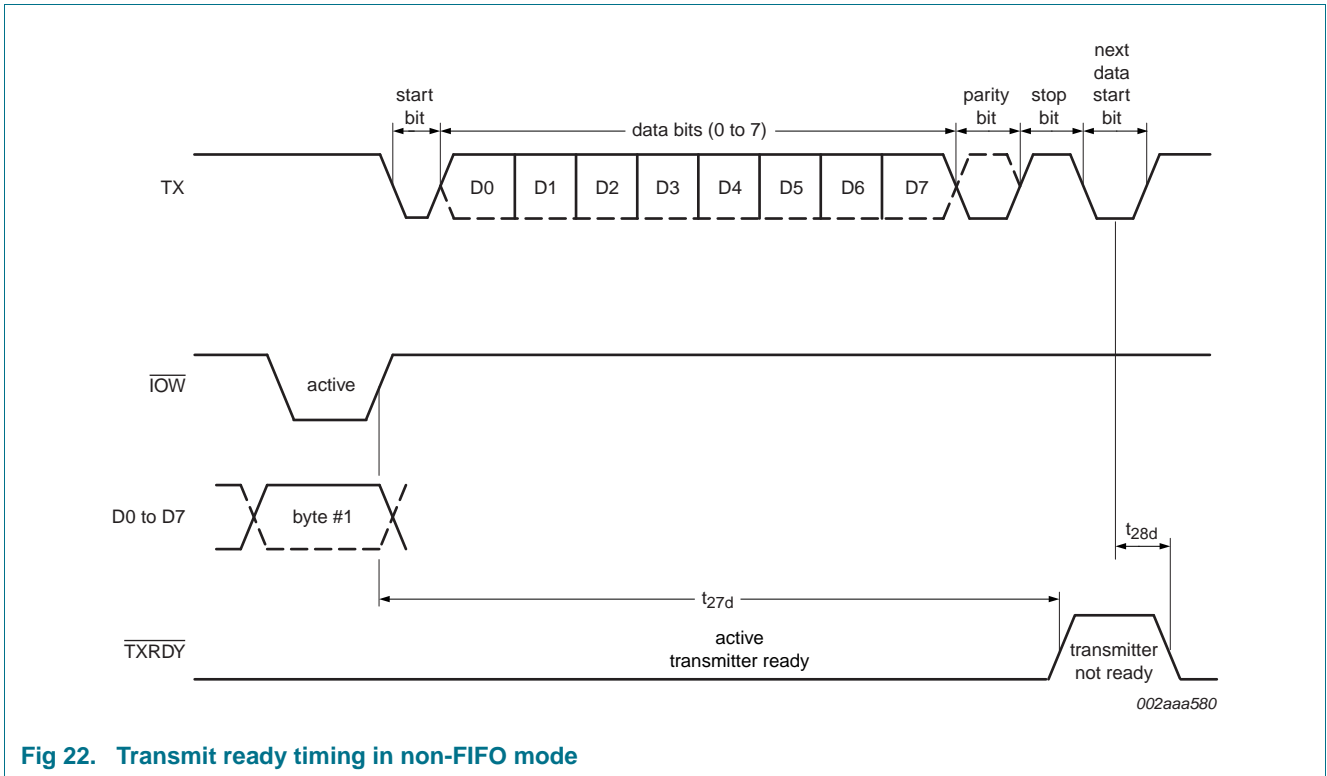 next
data
start
bit
start
bit
parity
bit
stop
bit
data bits (0 to 7)
TX
D0 D1 D2 D3 D4 D5 D6 D7
IOW
active
D0 to D7
byte #1
t28d
t27d
TXRDY
active
transmitter ready
transmitter
not ready
002aaa580
Fig 22. Transmit ready timing in non-FIFO mode